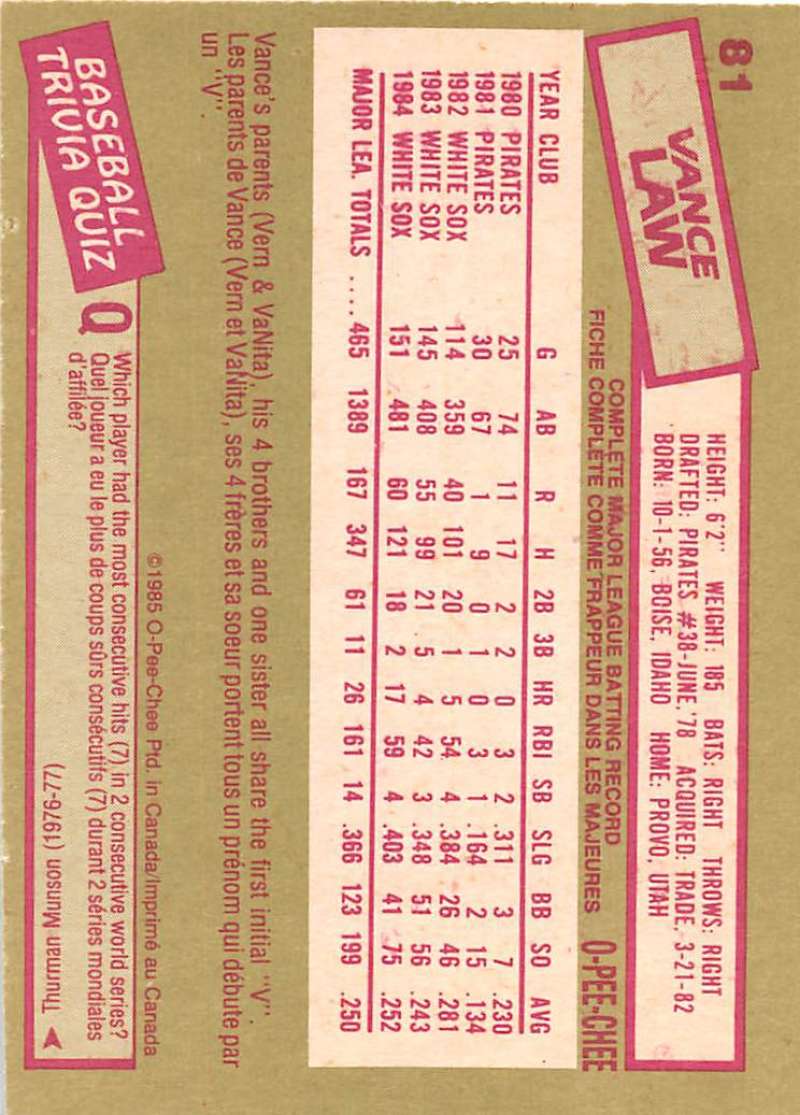 81
VANCE
LAW
HEIGHT: 6'2" WEIGHT: 185 BATS: RIGHT THROWS: RIGHT
DRAFTED: PIRATES #38-JUNE,'78 ACQUIRED: TRADE, 3-21-82
BORN: 10-1-56, BOISE, IDAHO HOME: PROVO, UTAH
COMPLETE MAJOR LEAGUE BATTING RECORD
FICHE COMPLÈTE COMME FRAPPEUR DANS LES MAJEURES O-PEE-CHEE
YEAR CLUB G AB R H 2B 3B HR RBI SB SLG BB SO AVG
1980 PIRATES 25 74 11 17 2 2 0 3 2 .311 3 7 .230
1981 PIRATES 30 67 1 9 0 1 0 3 1 .164 2 15 .134
1982 WHITE SOX 114 359 40 101 20 1 5 54 4 .384 26 46 .281
1983 WHITE SOX 145 408 55 99 21 5 4 42 3 .348 51 56 .243
1984 WHITE SOX 151 481 60 121 18 2 17 59 4 .403 41 75 .252
MAJOR LEA. TOTALS .... 465 1389 167 347 61 11 26 161 14 .366 123 199 .250
Vance's parents (Vern & VaNita), his 4 brothers and one sister all share the first initial "V".
Les parents de Vance (Vern et VaNita), ses 4 frères et sa soeur portent tous un prénom qui débute par
un "V".
©1985 O-Pee-Chee Ptd. in Canada/Imprimé au Canada
BASEBALL
TRIVIA QUIZ
Q Which player had the most consecutive hits (7) in 2 consecutive world series?
Quel joueur a eu le plus de coups sûrs consécutifs (7) durant 2 séries mondiales
d'affilée?
Thurman Munson (1976-77)